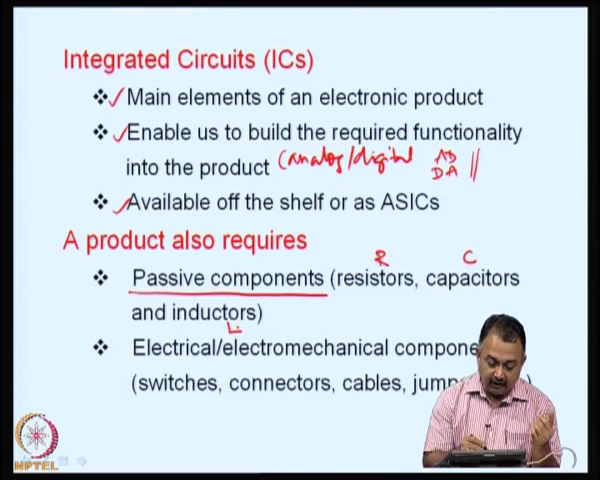 Integrated Circuits (ICs)
Main elements of an electronic product
Enable us to build the required functionality
into the product (analog/digital AD
DA
Available off the shelf or as ASICs
A product also requires
R C
Passive components (resistors, capacitors
and inductors)
L
Electrical/electromechanical compone
(switches, connectors, cables, jump
NPTEL